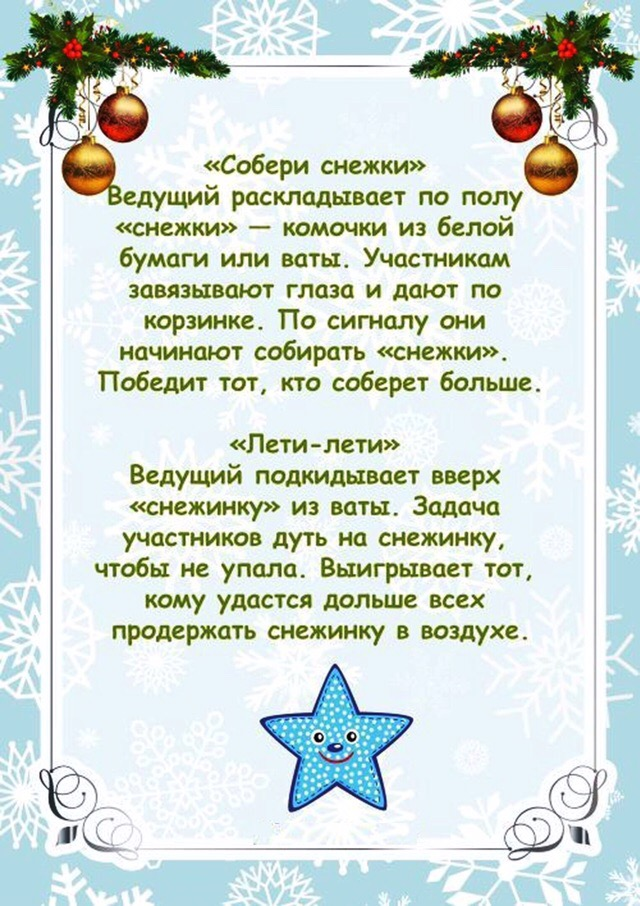 «Собери снежки»
Ведущий раскладывает по полу
«снежки» — комочки из белой
бумаги или ваты. Участникам
завязывают глаза и дают по
корзинке. По сигналу они
начинают собирать «снежки».
Победит тот, кто соберет больше.
«Лети-лети»
Ведущий подкидывает вверх
«снежинку» из ваты. Задача
участников дуть на снежинку,
чтобы не упала. Выигрывает тот,
кому удастся дольше всех
продержать снежинку в воздухе.